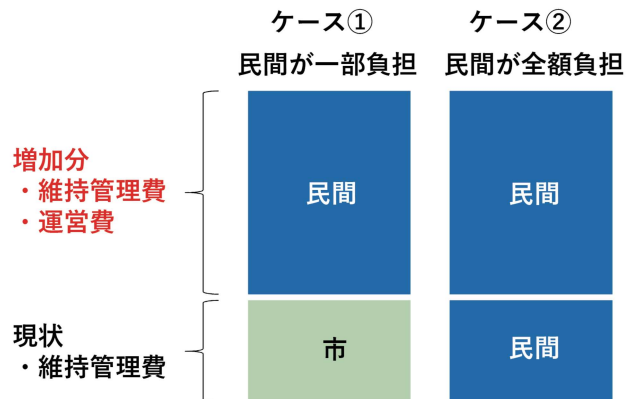 ケース①
民間が一部負担
ケース②
民間が全額負担
増加分
・維持管理費
・運営費
民間
民間
現状
・維持管理費
市
民間